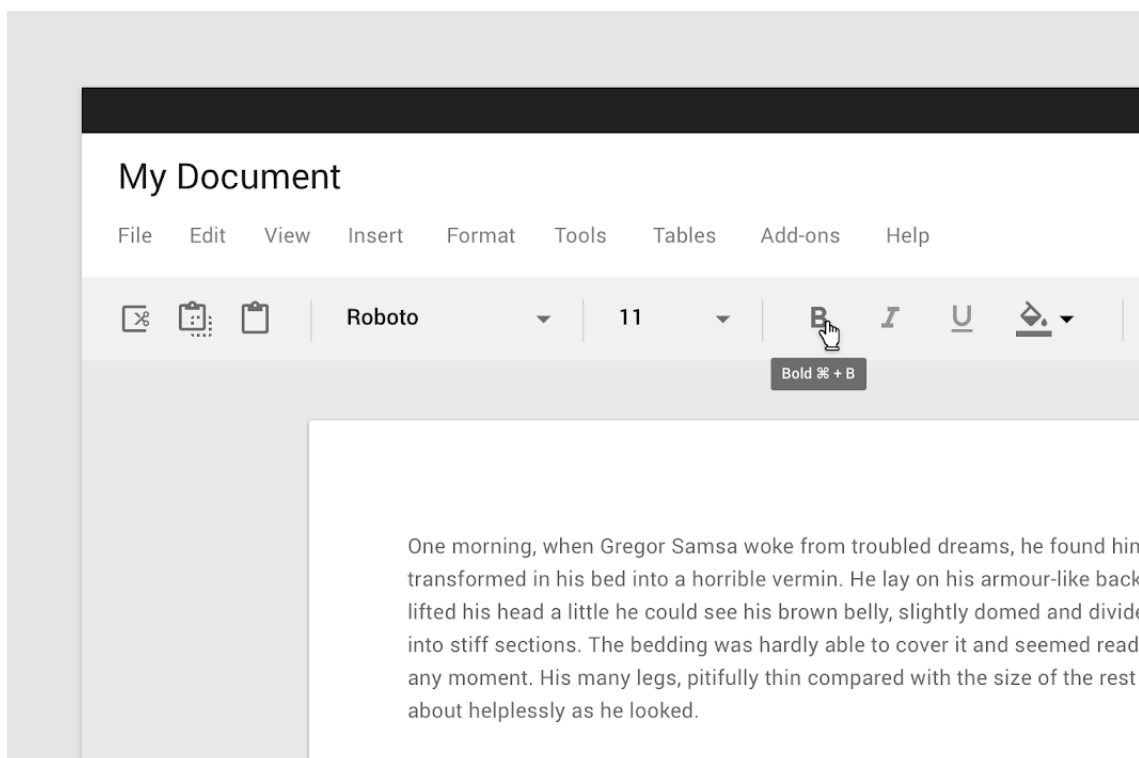 My Document
File Edit View Insert Format Tools Tables Add-ons Help
Roboto 11 B I U
Bold ⌘ + B
One morning, when Gregor Samsa woke from troubled dreams, he found
transformed in his bed into a horrible vermin. He lay on his armour-like back
lifted his head a little he could see his brown belly, slightly domed and
into stiff sections. The bedding was hardly able to cover it and seemed
any moment. His many legs, pitifully thin compared with the size of the rest
about helplessly as he looked.